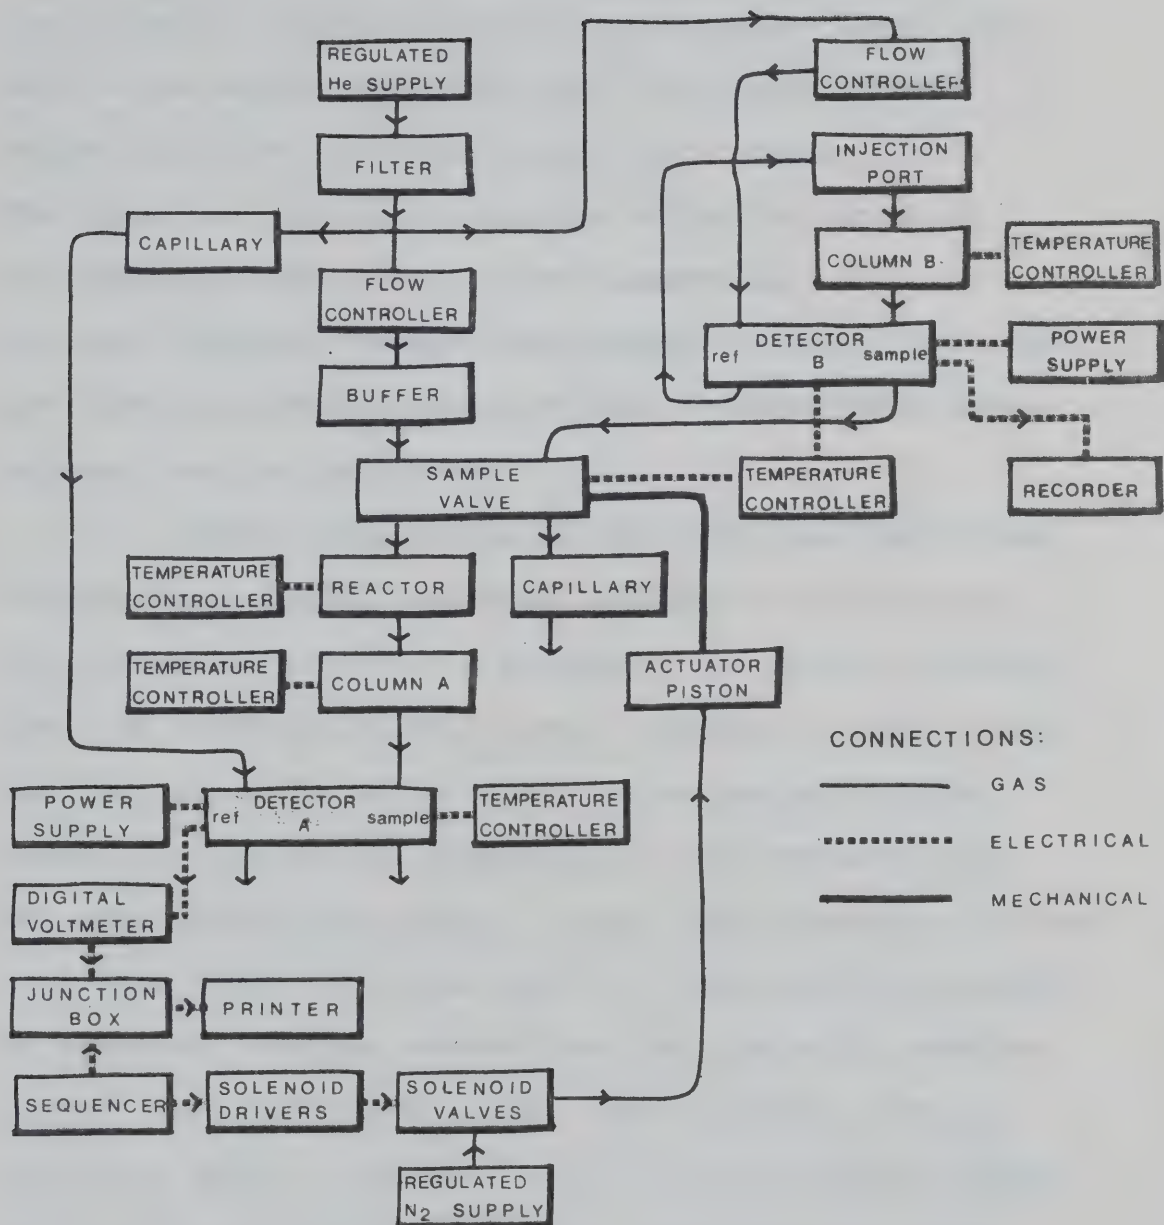 REGULATED
He SUPPLY
FLOW
CONTROLLER
FILTER
INJECTION
PORT
CAPILLARY
COLUMN B
TEMPERATURE
CONTROLLER
FLOW
CONTROLLER
ref
DETECTOR
B
sample
POWER
SUPPLY
BUFFER
SAMPLE
VALVE
TEMPERATURE
CONTROLLER
RECORDER
TEMPERATURE
CONTROLLER
REACTOR
CAPILLARY
TEMPERATURE
CONTROLLER
COLUMN A
ACTUATOR
PISTON
CONNECTIONS:
GAS
ELECTRICAL
MECHANICAL
POWER
SUPPLY
ref
DETECTOR
A
sample
TEMPERATURE
CONTROLLER
DIGITAL
VOLTMETER
JUNCTION
BOX
PRINTER
SEQUENCER
SOLENOID
DRIVERS
SOLENOID
VALVES
REGULATED
N2 SUPPLY